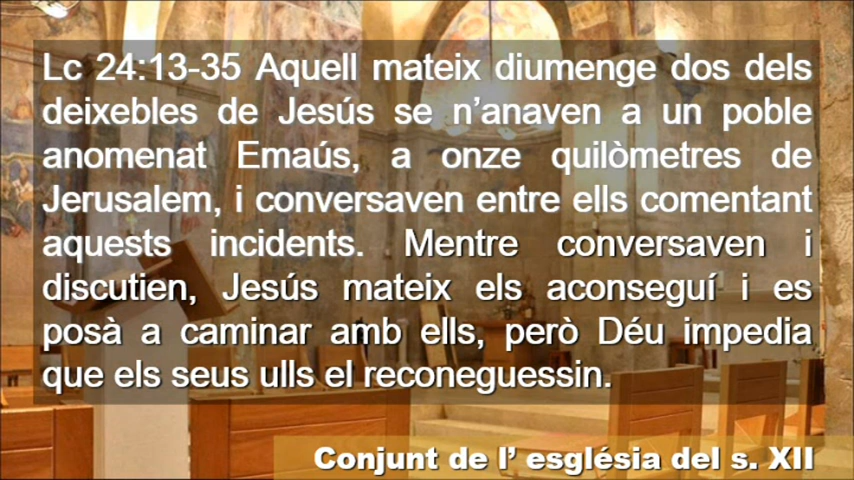 Lc 24:13-35 Aquell mateix diumenge dos dels
deixebles de Jesús se n’anaven a un poble
anomenat Emaús, a onze quilòmetres de
Jerusalem, i conversaven entre ells comentant
aquests incidents. Mentre conversaven i
discutien, Jesús mateix els aconseguí i es
posà a caminar amb ells, però Déu impedia
que els seus ulls el reconeguessin.
Conjunt de l’ església del s. XII